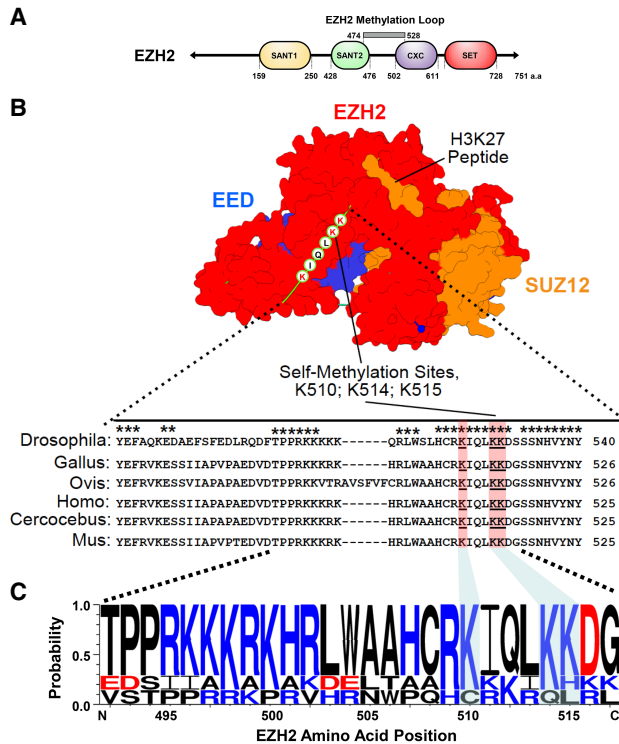 A
EZH2 Methylation Loop
474 528
EZH2
SANT1 SANT2 CXC SET
159 250 428 476 502 611 728 751 a.a
B
EZH2
H3K27
Peptide
EED
K
K
L
Q
I
K
SUZ12
Self-Methylation Sites,
K510; K514; K515
Drosophila: YEFAQKEDAEFSFEDLRQDFTPPRKKKKK------QRLWSLHCRKIQLKKDSSSNHVYNY 540
Gallus: YEFRVKESSIIAPAPAEDVDTPPRKKKRK------HRLWAAHCRKIQLKKDGSSNHVYNY 526
Ovis: YEFRVKESSVIAPAPAEDVDTPPRKKVTRAVSFVFCRLWAAHCRKIQLKKDGSSNHVYNY 526
Homo: YEFRVKESSIIAPAPAEDVDTPPRKKKRK------HRLWAAHCRKIQLKKDGSSNHVYNY 525
Cercocebus: YEFRVKESSIIAPAPAEDVDTPPRKKKRK------HRLWAAHCRKIQLKKDGSSNHVYNY 525
Mus: YEFRVKESSIIAPVPTEDVDTPPRKKKRK------HRLWAAHCRKIQLKKDGSSNHVYNY 525
C
Probability
1.0
0.5
0.0
TPPRKKKRKHRLWAAHCRKIQLKKDG
N 495 500 505 510 515 C
EZH2 Amino Acid Position